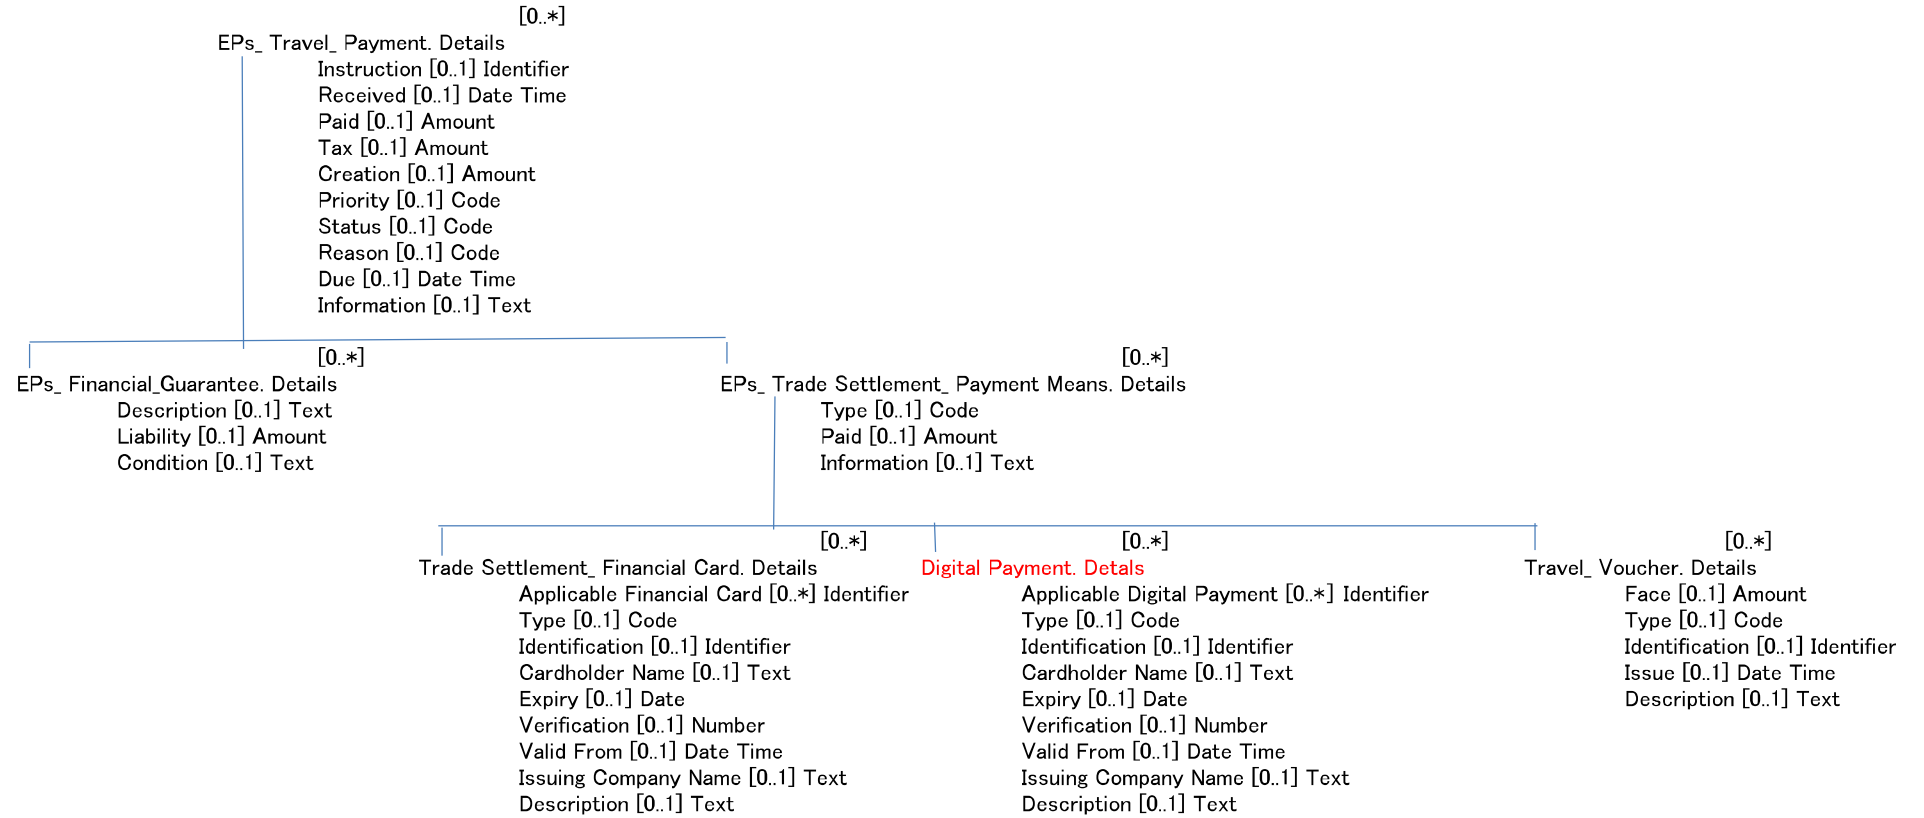 [0..*]
EPs_ Travel_ Payment. Details
Instruction [0..1] Identifier
Received [0..1] Date Time
Paid [0..1] Amount
Tax [0..1] Amount
Creation [0..1] Amount
Priority [0..1] Code
Status [0..1] Code
Reason [0..1] Code
Due [0..1] Date Time
Information [0..1] Text
[0..*]
EPs_ Financial_Guarantee. Details
Description [0..1] Text
Liability [0..1] Amount
Condition [0..1] Text
[0..*]
EPs_ Trade Settlement_ Payment Means. Details
Type [0..1] Code
Paid [0..1] Amount
Information [0..1] Text
[0..*]
Trade Settlement_ Financial Card. Details
Applicable Financial Card [0..*] Identifier
Type [0..1] Code
Identification [0..1] Identifier
Cardholder Name [0..1] Text
Expiry [0..1] Date
Verification [0..1] Number
Valid From [0..1] Date Time
Issuing Company Name [0..1] Text
Description [0..1] Text
[0..*]
Digital Payment. Detals
Applicable Digital Payment [0..*] Identifier
Type [0..1] Code
Identification [0..1] Identifier
Cardholder Name [0..1] Text
Expiry [0..1] Date
Verification [0..1] Number
Valid From [0..1] Date Time
Issuing Company Name [0..1] Text
Description [0..1] Text
[0..*]
Travel_ Voucher. Details
Face [0..1] Amount
Type [0..1] Code
Identification [0..1] Identifier
Issue [0..1] Date Time
Description [0..1] Text